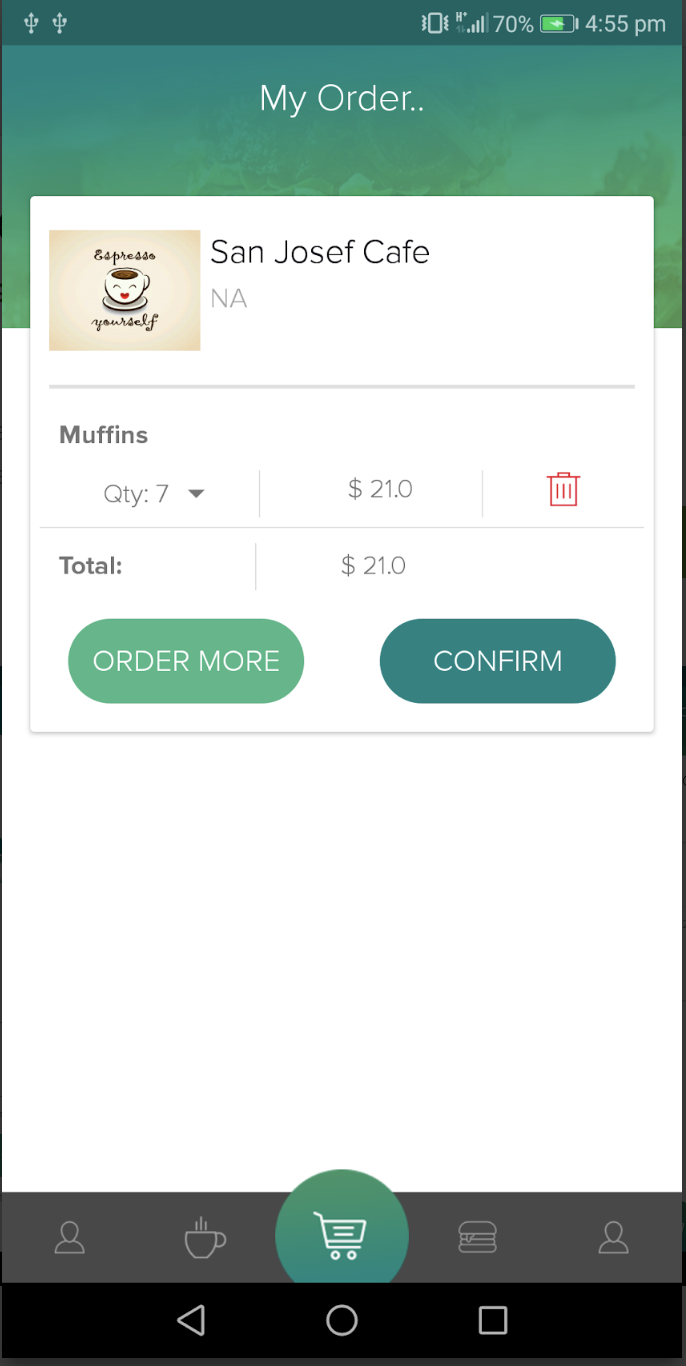 70% 4:55 pm
My Order..
Espresso
yourself
San Josef Cafe
NA
Muffins
Qty: 7 $ 21.0
Total: $ 21.0
ORDER MORE CONFIRM